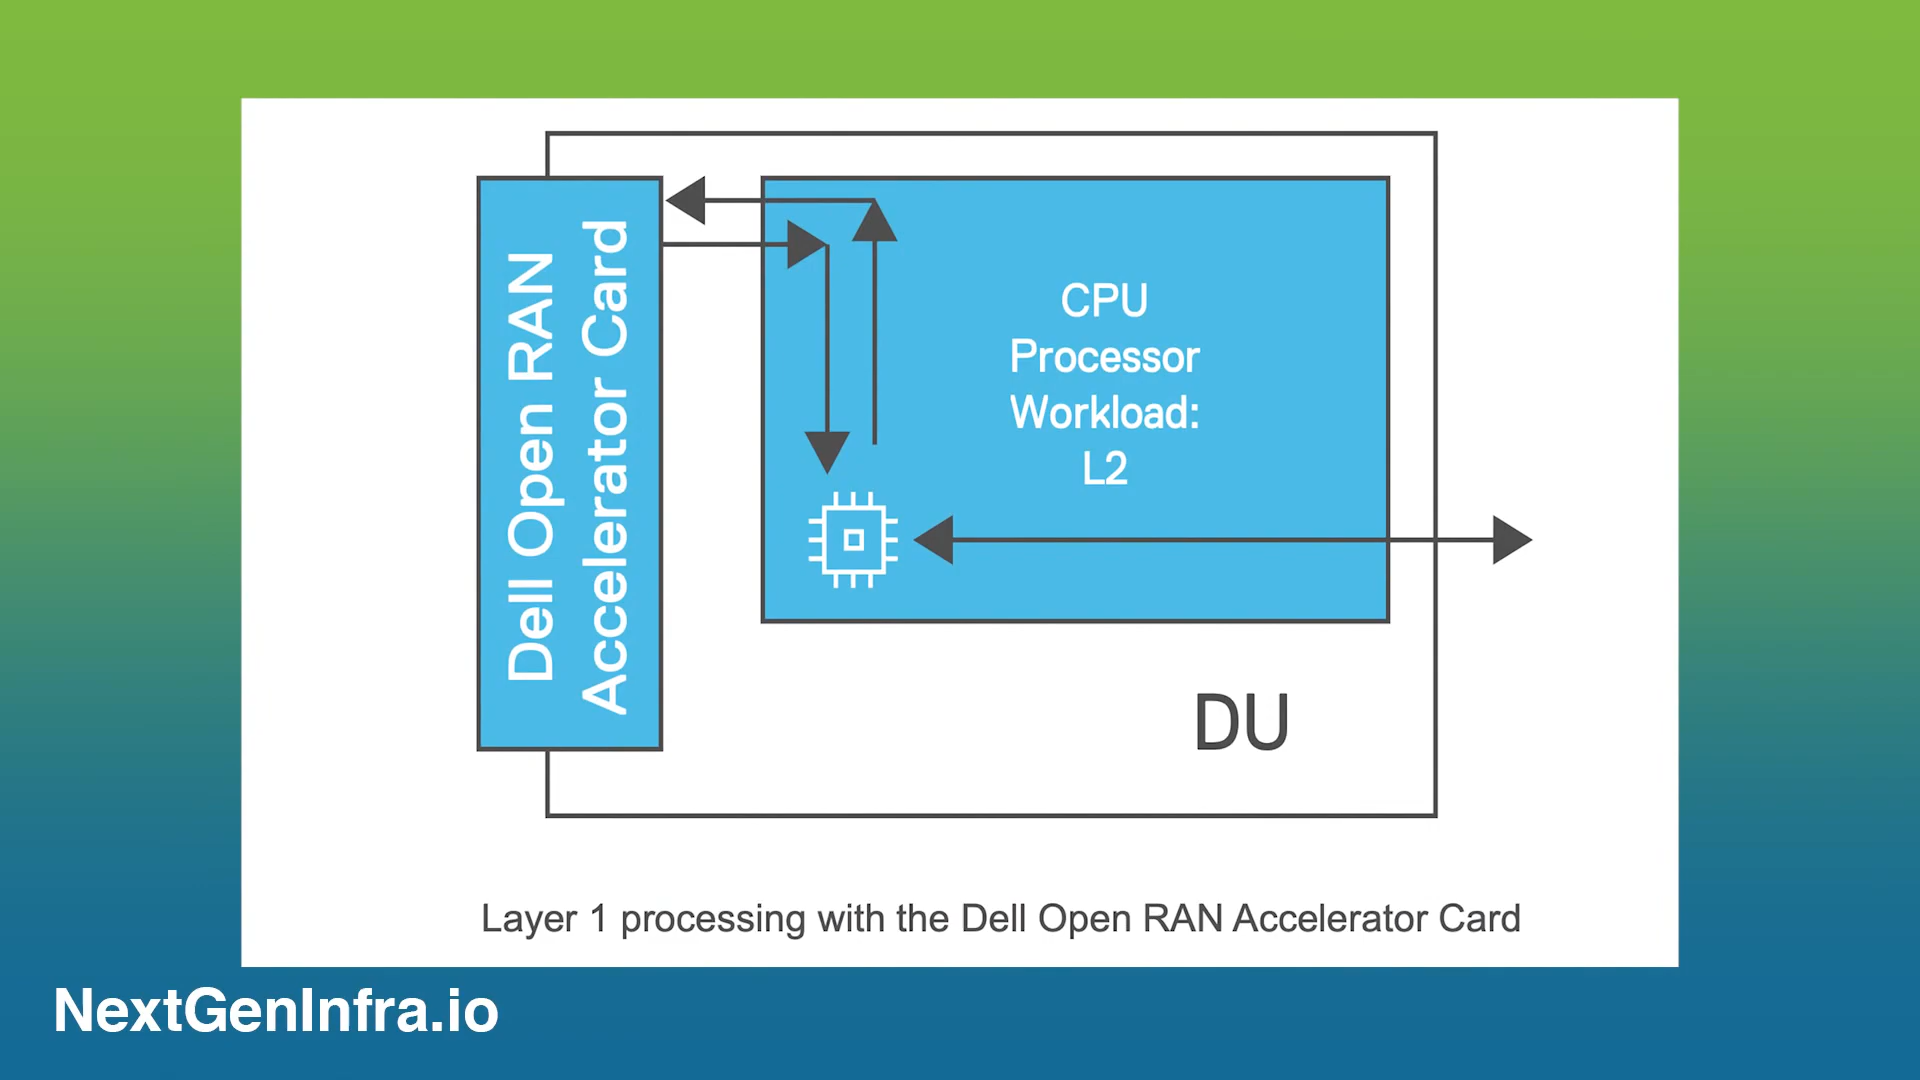 Dell Open RAN
Accelerator Card
CPU
Processor
Workload:
L2
DU
Layer 1 processing with the Dell Open RAN Accelerator Card
NextGenInfra.io